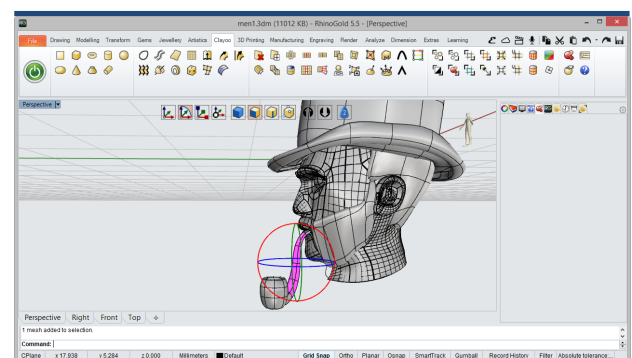 men1.3dm (11012 KB) - RhinoGold 5.5 - [Perspective]
File Drawing Modelling Transform Gems Jewellery Artistics Clayoo 3D Printing Manufacturing Engraving Render Analyze Dimension Extras Learning
Perspective
Perspective Right Front Top
1 mesh added to selection.
Command:
CPlane x 17.938 y 5.284 z 0.000 Millimeters Default Grid Snap Ortho Planar Osnap SmartTrack Gumball Record History Filter Absolute tolerance:...